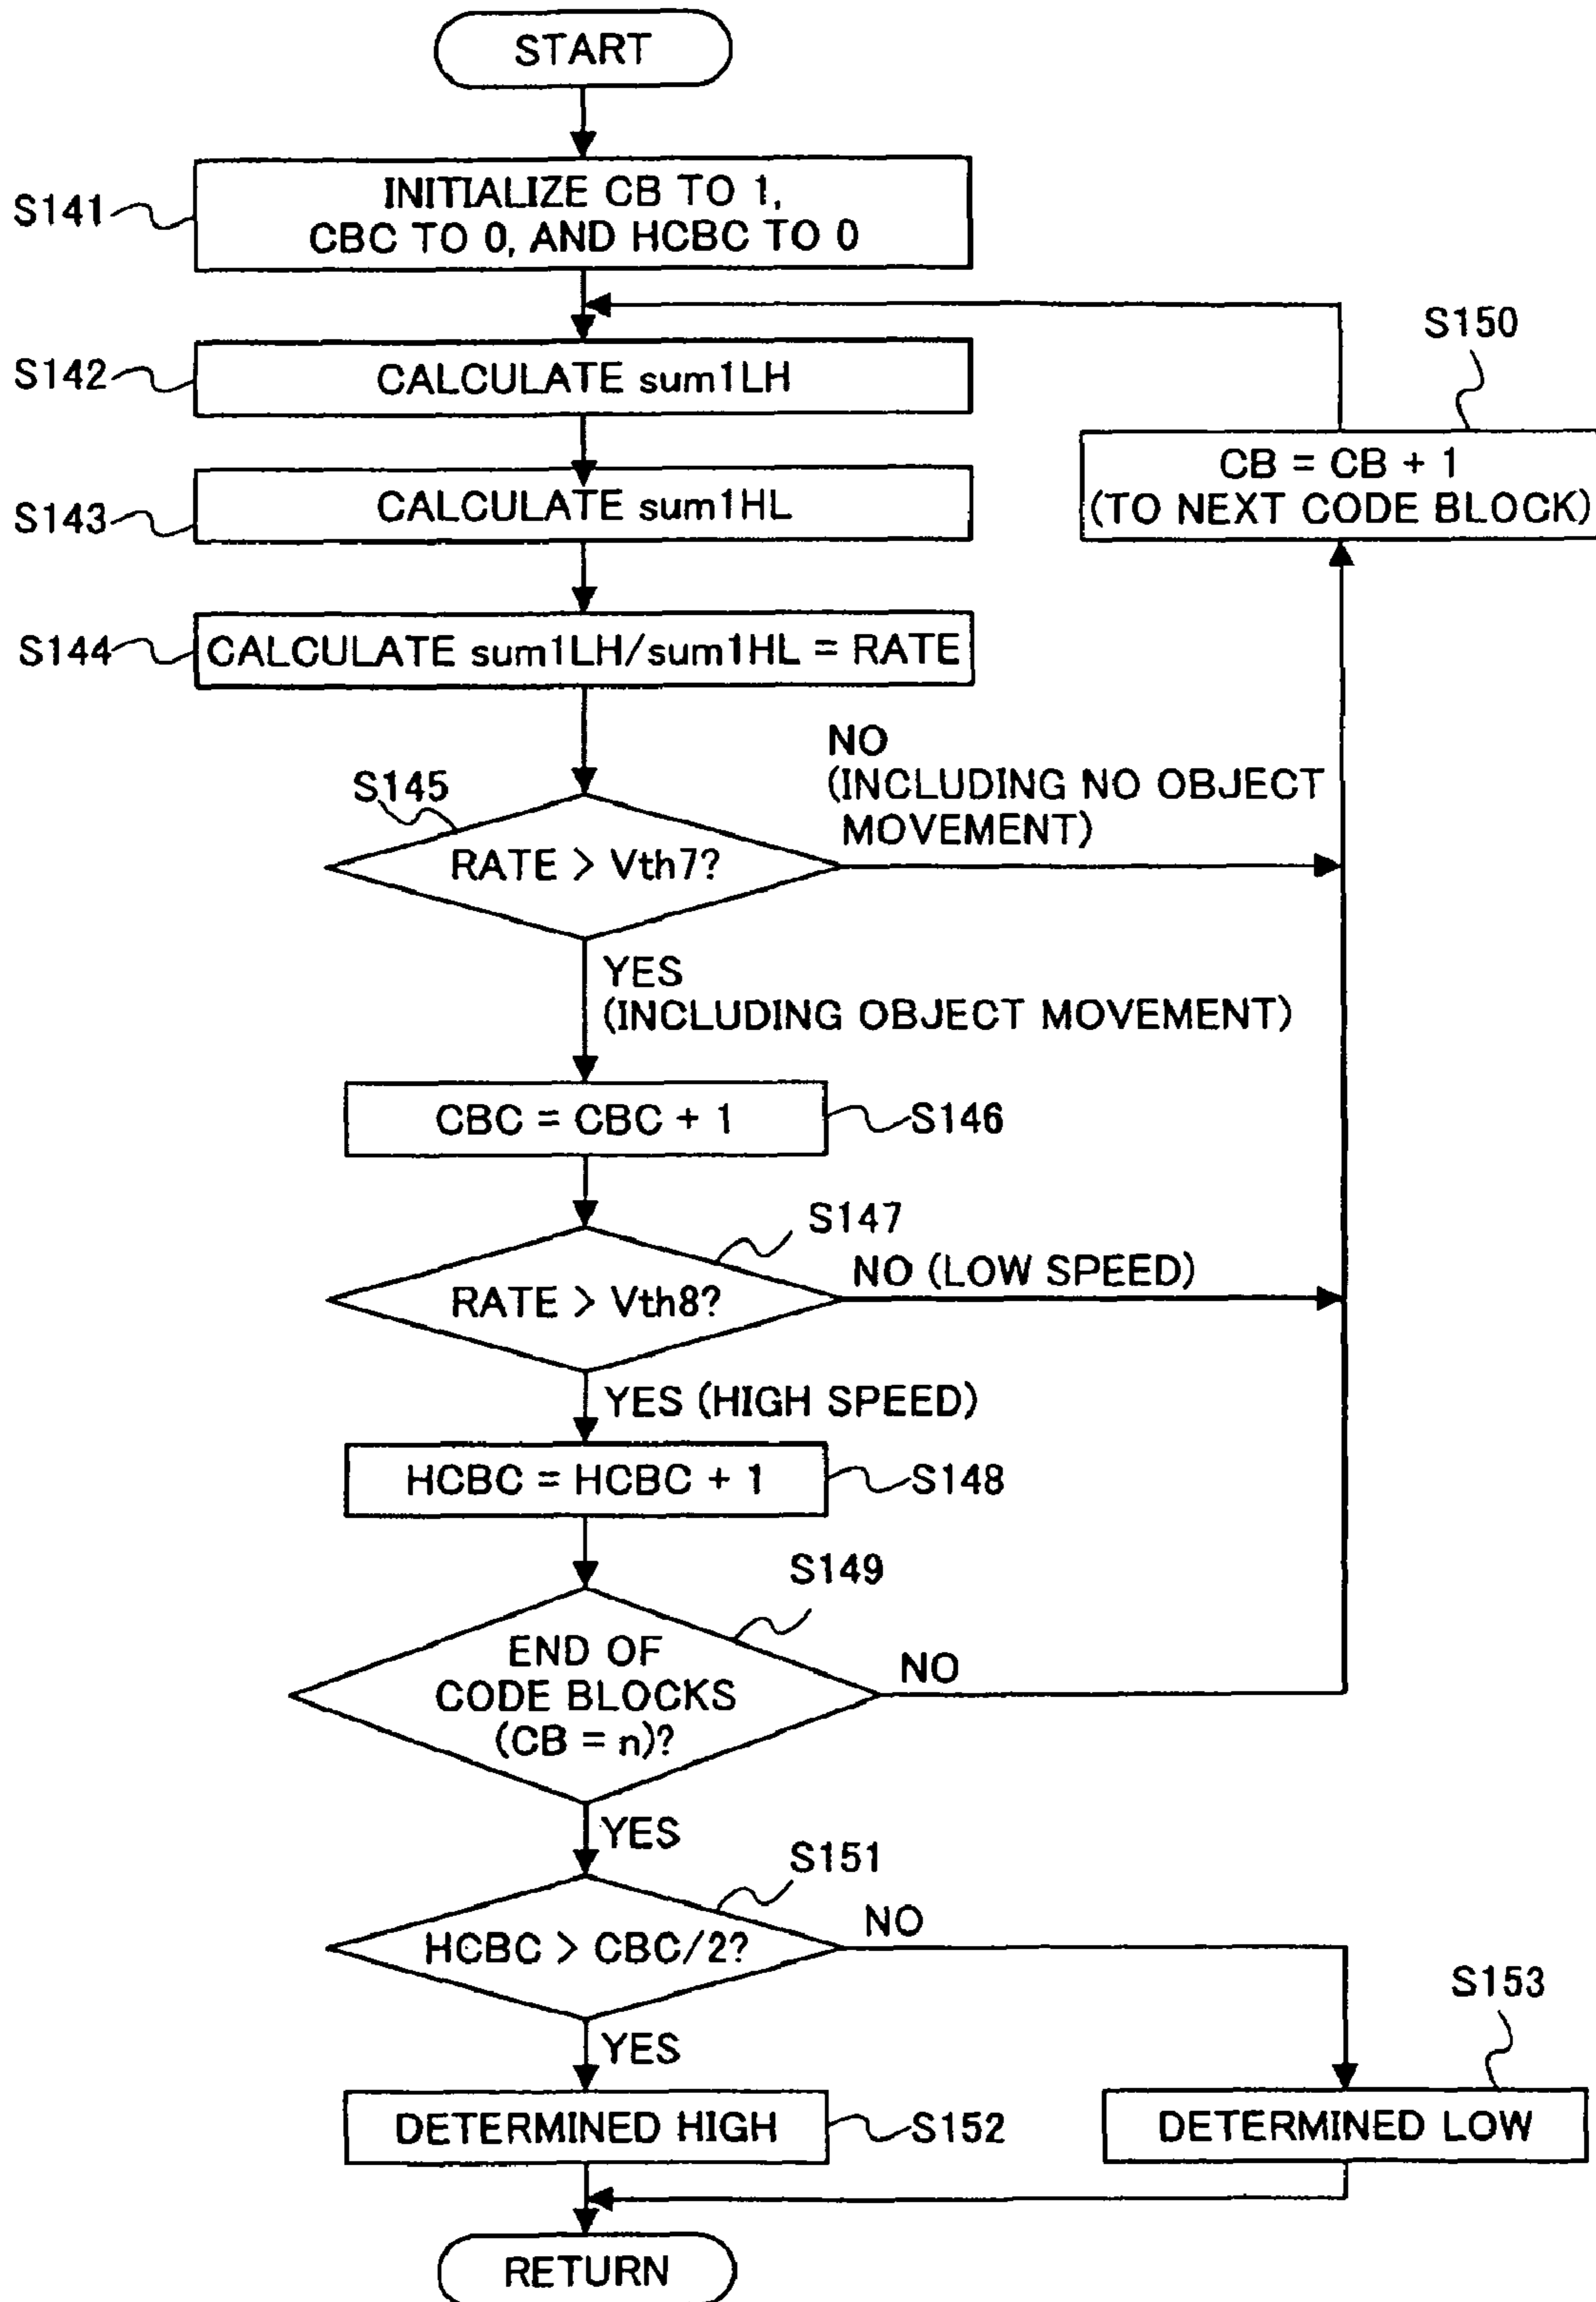 START
S141
INITIALIZE CB TO 1,
CBC TO 0, AND HCBC TO 0
S150
S142
CALCULATE sum1LH
CB = CB + 1
(TO NEXT CODE BLOCK)
S143
CALCULATE sum1HL
S144
CALCULATE sum1LH/sum1HL = RATE
NO
(INCLUDING NO OBJECT
MOVEMENT)
S145
RATE > Vth7?
YES
(INCLUDING OBJECT MOVEMENT)
CBC = CBC + 1
S146
S147
NO (LOW SPEED)
RATE > Vth8?
YES (HIGH SPEED)
HCBC = HCBC + 1
S148
S149
END OF
CODE BLOCKS
(CB = n)?
NO
YES
S151
HCBC > CBC/2?
NO
S153
YES
DETERMINED HIGH
S152
DETERMINED LOW
RETURN